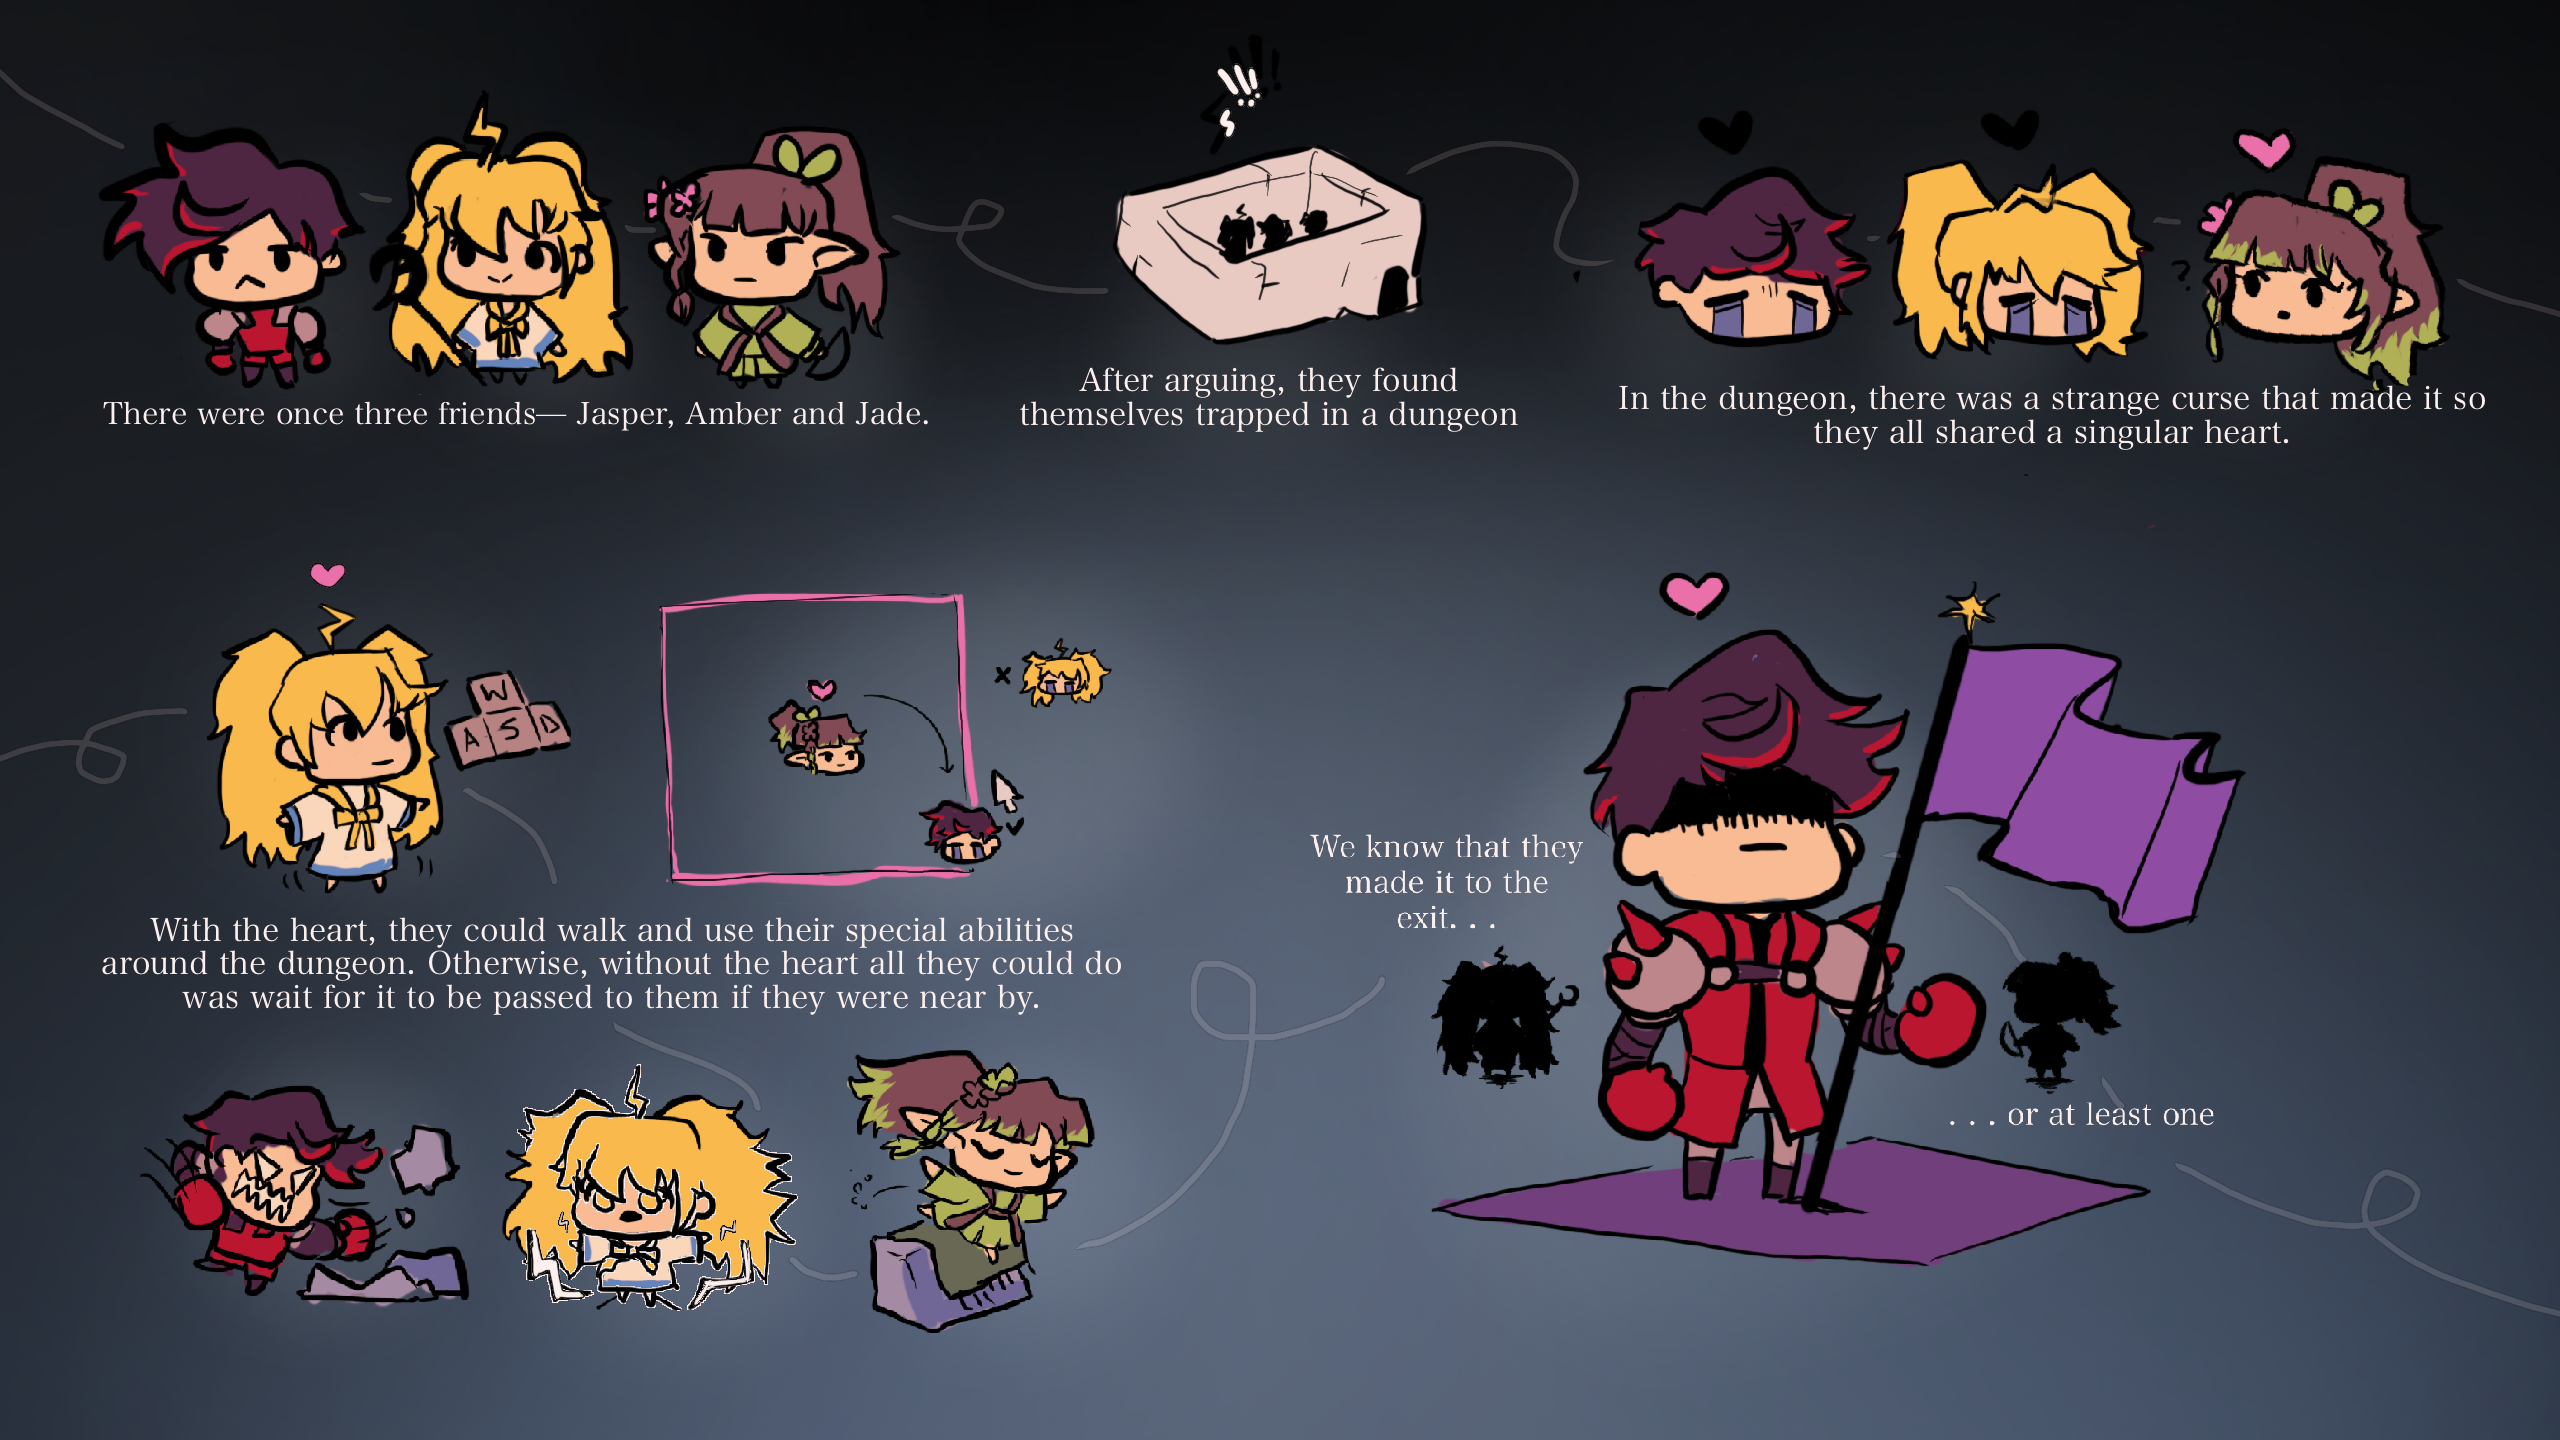 There were once three friends— Jasper, Amber and Jade.
After arguing, they found
themselves trapped in a dungeon
In the dungeon, there was a strange curse that made it so
they all shared a singular heart.
?
W
A S D
With the heart, they could walk and use their special abilities
around the dungeon. Otherwise, without the heart all they could do
was wait for it to be passed to them if they were near by.
We know that they
made it to the
exit. . .
. . . or at least one